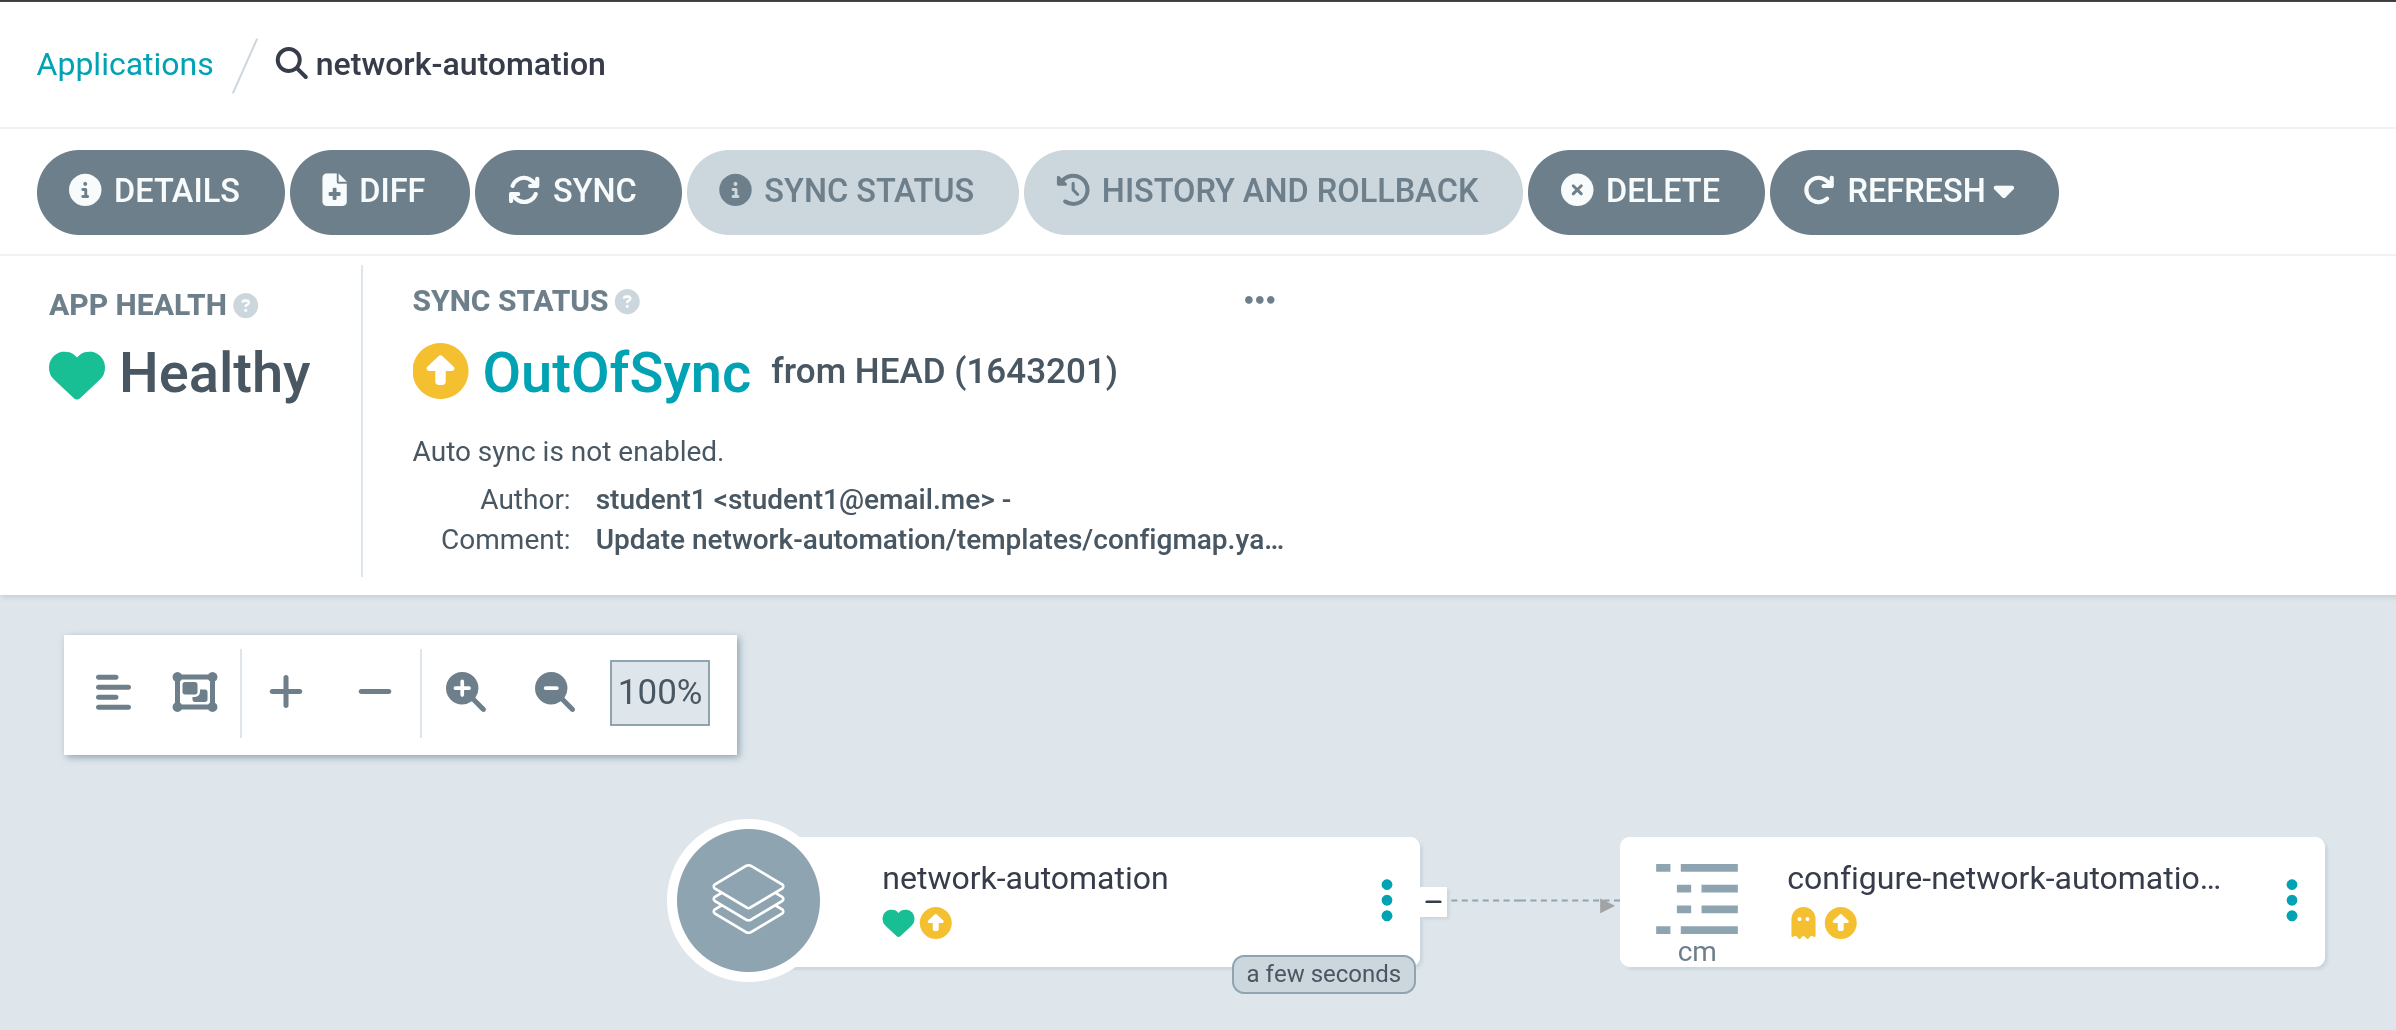 Applications / network-automation
DETAILS DIFF SYNC SYNC STATUS HISTORY AND ROLLBACK DELETE REFRESH
APP HEALTH ?
Healthy
SYNC STATUS ? •••
OutOfSync from HEAD (1643201)
Auto sync is not enabled.
Author: student1 <student1@email.me> -
Comment: Update network-automation/templates/configmap.ya…
100%
network-automation
a few seconds
configure-network-automatio…
cm